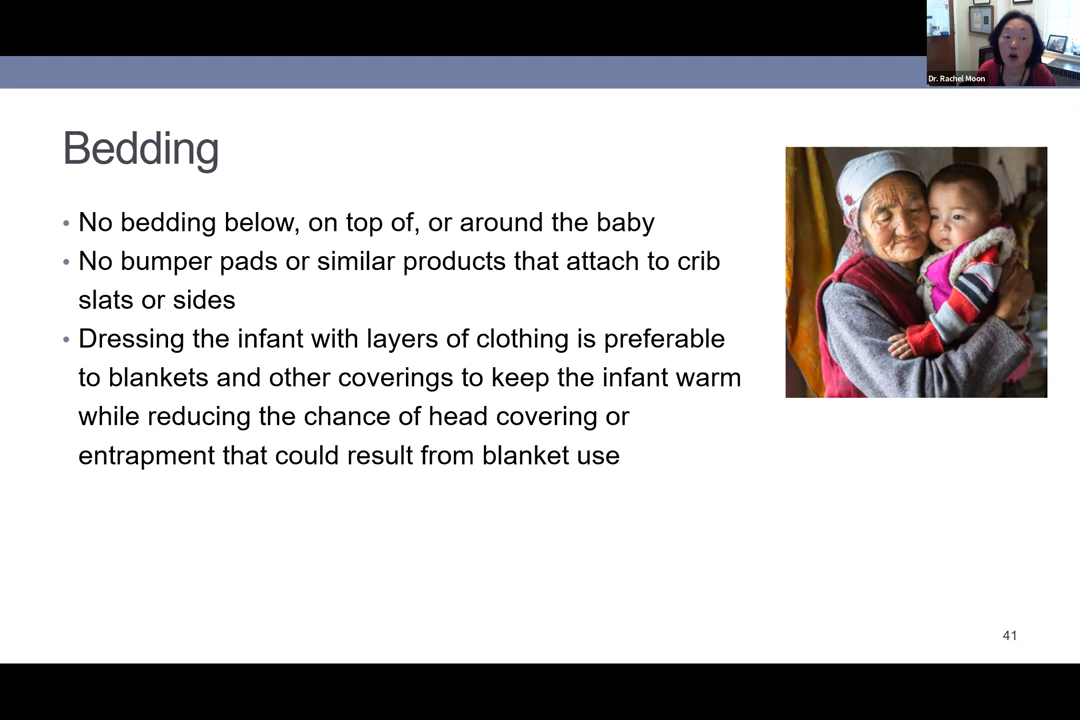 Dr. Rachel Moon
Bedding
• No bedding below, on top of, or around the baby
• No bumper pads or similar products that attach to crib
slats or sides
• Dressing the infant with layers of clothing is preferable
to blankets and other coverings to keep the infant warm
while reducing the chance of head covering or
entrapment that could result from blanket use
41